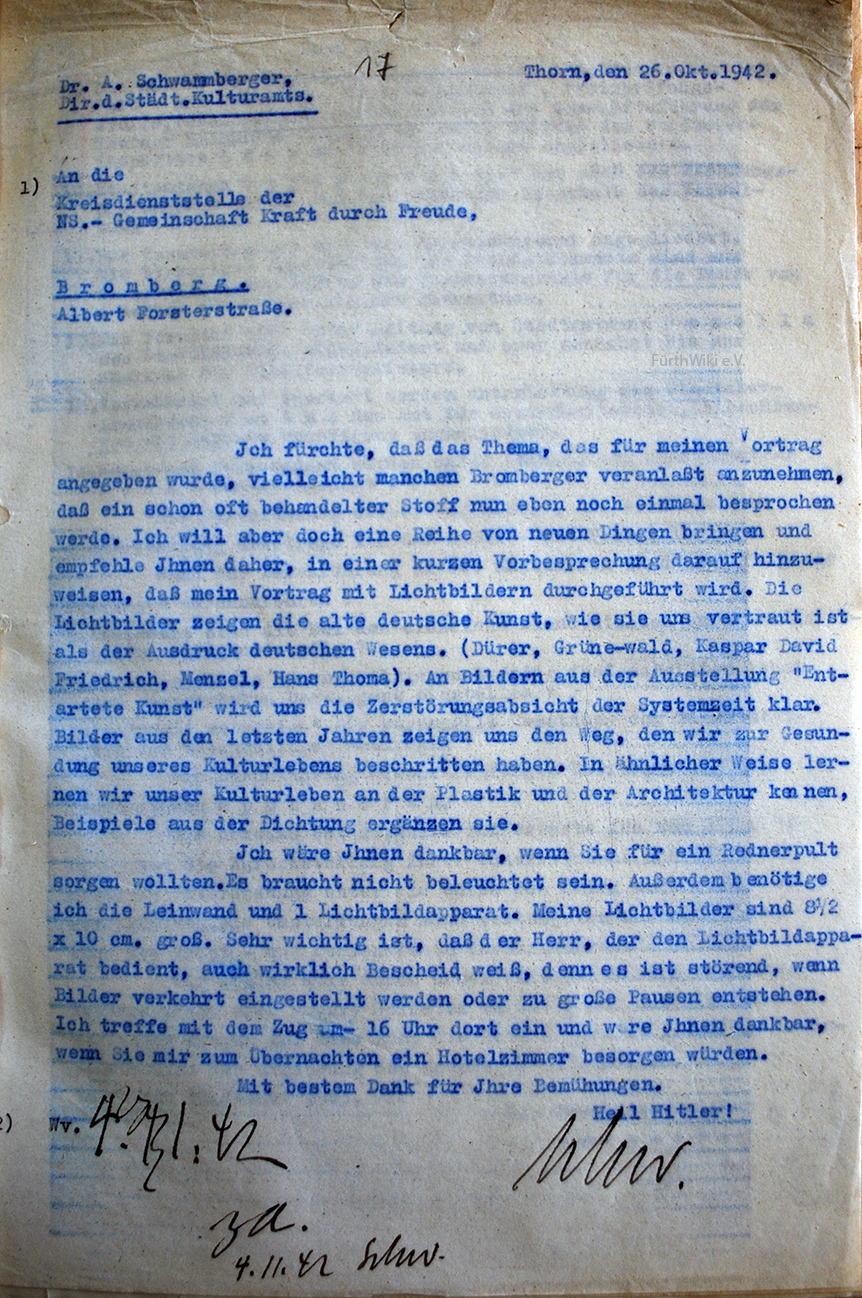 17
Dr. A. Schwammberger,
Dir.d.Städt.Kulturamts.
Thorn,den 26.Okt.1942.
1)
An die
Kreisdienststelle der
NS.- Gemeinschaft Kraft durch Freude,
Bromberg.
Albert Forsterstraße.
FürthWiki e.V.
Jch fürchte, daß das Thema, das für meinen Vortrag
angegeben wurde, vielleicht manchen Bromberger veranlaßt anzunehmen,
daß ein schon oft behandelter Stoff nun eben noch einmal besprochen
werde. Ich will aber doch eine Reihe von neuen Dingen bringen und
empfehle Jhnen daher, in einer kurzen Vorbesprechung darauf hinzu-
weisen, daß mein Vortrag mit Lichtbildern durchgeführt wird. Die
Lichtbilder zeigen die alte deutsche Kunst, wie sie uns vertraut ist
als der Ausdruck deutschen Wesens. (Dürer, Grüne-wald, Kaspar David
Friedrich, Menzel, Hans Thoma). An Bildern aus der Ausstellung "Ent-
artete Kunst" wird uns die Zerstörungsabsicht der Systemzeit klar.
Bilder aus den letzten Jahren zeigen uns den Weg, den wir zur Gesun-
dung unseres Kulturlebens beschritten haben. In ähnlicher Weise ler-
nen wir unser Kulturleben an der Plastik und der Architektur kennen,
Beispiele aus der Dichtung ergänzen sie.
Jch wäre Jhnen dankbar, wenn Sie für ein Rednerpult
sorgen wollten.Es braucht nicht beleuchtet sein. Außerdem benötige
ich die Leinwand und 1 Lichtbildapparat. Meine Lichtbilder sind 8½
x 10 cm. groß. Sehr wichtig ist, daß der Herr, der den Lichtbildappa-
rat bedient, auch wirklich Bescheid weiß, denn es ist störend, wenn
Bilder verkehrt eingestellt werden oder zu große Pausen entstehen.
Ich treffe mit dem Zug um- 16 Uhr dort ein und wäre Jhnen dankbar,
wenn Sie mir zum Übernachten ein Hotelzimmer besorgen würden.
Mit bestem Dank für Jhre Bemühungen.
Heil Hitler!
2)
Wv.
Schw.
za.
4.11.42 Schw.